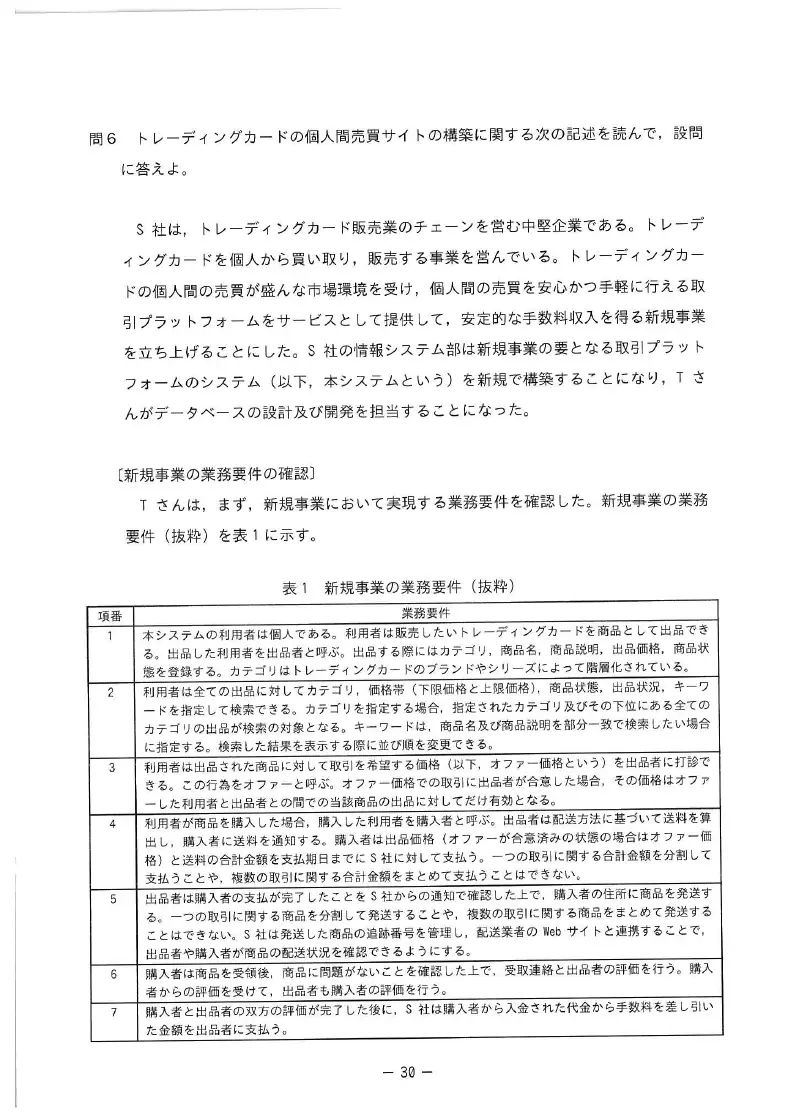 問6 トレーディングカードの個人間売買サイトの構築に関する次の記述を読んで，設問
に答えよ。
S 社は，トレーディングカード販売業のチェーンを営む中堅企業である。トレーデ
ィングカードを個人から買い取り，販売する事業を営んでいる。トレーディングカー
ドの個人間の売買が盛んな市場環境を受け，個人間の売買を安心かつ手軽に行える取
引プラットフォームをサービスとして提供して，安定的な手数料収入を得る新規事業
を立ち上げることにした。S 社の情報システム部は新規事業の要となる取引プラット
フォームのシステム（以下，本システムという）を新規で構築することになり，T さ
んがデータベースの設計及び開発を担当することになった。
〔新規事業の業務要件の確認〕
T さんは，まず，新規事業において実現する業務要件を確認した。新規事業の業務
要件（抜粋）を表 1 に示す。
表 1 新規事業の業務要件（抜粋）
項番 業務要件
1 本システムの利用者は個人である。利用者は販売したいトレーディングカードを商品として出品でき
る。出品した利用者を出品者と呼ぶ。出品する際にはカテゴリ，商品名，商品説明，出品価格，商品状
態を登録する。カテゴリはトレーディングカードのブランドやシリーズによって階層化されている。
2 利用者は全ての出品に対してカテゴリ，価格帯（下限価格と上限価格），商品状態，出品状況，キーワ
ードを指定して検索できる。カテゴリを指定する場合，指定されたカテゴリ及びその下位にある全ての
カテゴリの出品が検索の対象となる。キーワードは，商品名及び商品説明を部分一致で検索したい場合
に指定する。検索した結果を表示する際に並び順を変更できる。
3 利用者は出品された商品に対して取引を希望する価格（以下，オファー価格という）を出品者に打診で
きる。この行為をオファーと呼ぶ。オファー価格での取引に出品者が合意した場合，その価格はオファ
ーした利用者と出品者との間での当該商品の出品に対してだけ有効となる。
4 利用者が商品を購入した場合，購入した利用者を購入者と呼ぶ。出品者は配送方法に基づいて送料を算
出し，購入者に送料を通知する。購入者は出品価格（オファーが合意済みの状態の場合はオファー価
格）と送料の合計金額を支払期日までに S 社に対して支払う。一つの取引に関する合計金額を分割して
支払うことや，複数の取引に関する合計金額をまとめて支払うことはできない。
5 出品者は購入者の支払が完了したことを S 社からの通知で確認した上で，購入者の住所に商品を発送す
る。一つの取引に関する商品を分割して発送することや，複数の取引に関する商品をまとめて発送する
ことはできない。S 社は発送した商品の追跡番号を管理し，配送業者の Web サイトと連携することで，
出品者や購入者が商品の配送状況を確認できるようにする。
6 購入者は商品を受領後，商品に問題がないことを確認した上で，受取連絡と出品者の評価を行う。購入
者からの評価を受けて，出品者も購入者の評価を行う。
7 購入者と出品者の双方の評価が完了した後に，S 社は購入者から入金された代金から手数料を差し引い
た金額を出品者に支払う。
― 30 ―